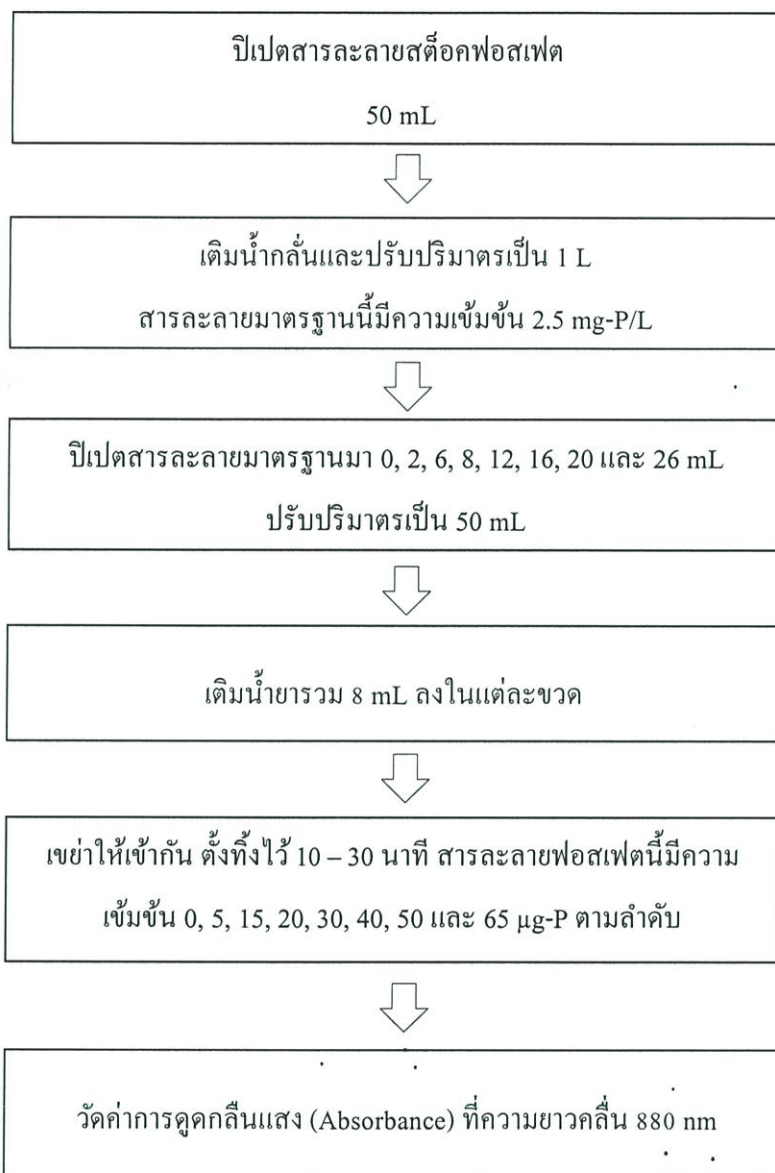 ปิเปตสารละลายสต็อคฟอสเฟต
50 mL
เติมน้ำกลั่นและปรับปริมาตรเป็น 1 L
สารละลายมาตรฐานนี้มีความเข้มข้น 2.5 mg-P/L
ปิเปตสารละลายมาตรฐานมา 0, 2, 6, 8, 12, 16, 20 และ 26 mL
ปรับปริมาตรเป็น 50 mL
เติมน้ำยารวม 8 mL ลงในแต่ละขวด
เขย่าให้เข้ากัน ตั้งทิ้งไว้ 10 – 30 นาที สารละลายฟอสเฟตนี้มีความ
เข้มข้น 0, 5, 15, 20, 30, 40, 50 และ 65 µg-P ตามลำดับ
วัดค่าการดูดกลืนแสง (Absorbance) ที่ความยาวคลื่น 880 nm